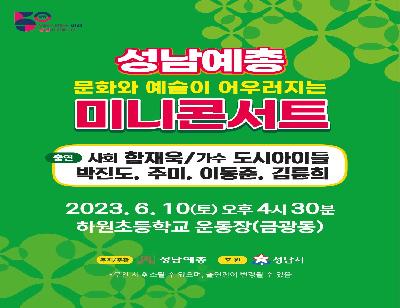 성남예총
문화와 예술이 어우러지는
미니콘서트
출연 사회 함재욱/가수 도시아이들
박진도, 주미, 이동준, 김륜희
2023. 6. 10(토) 오후 4시 30분
하원초등학교 운동장(금광동)
성남예총 후원 성남시